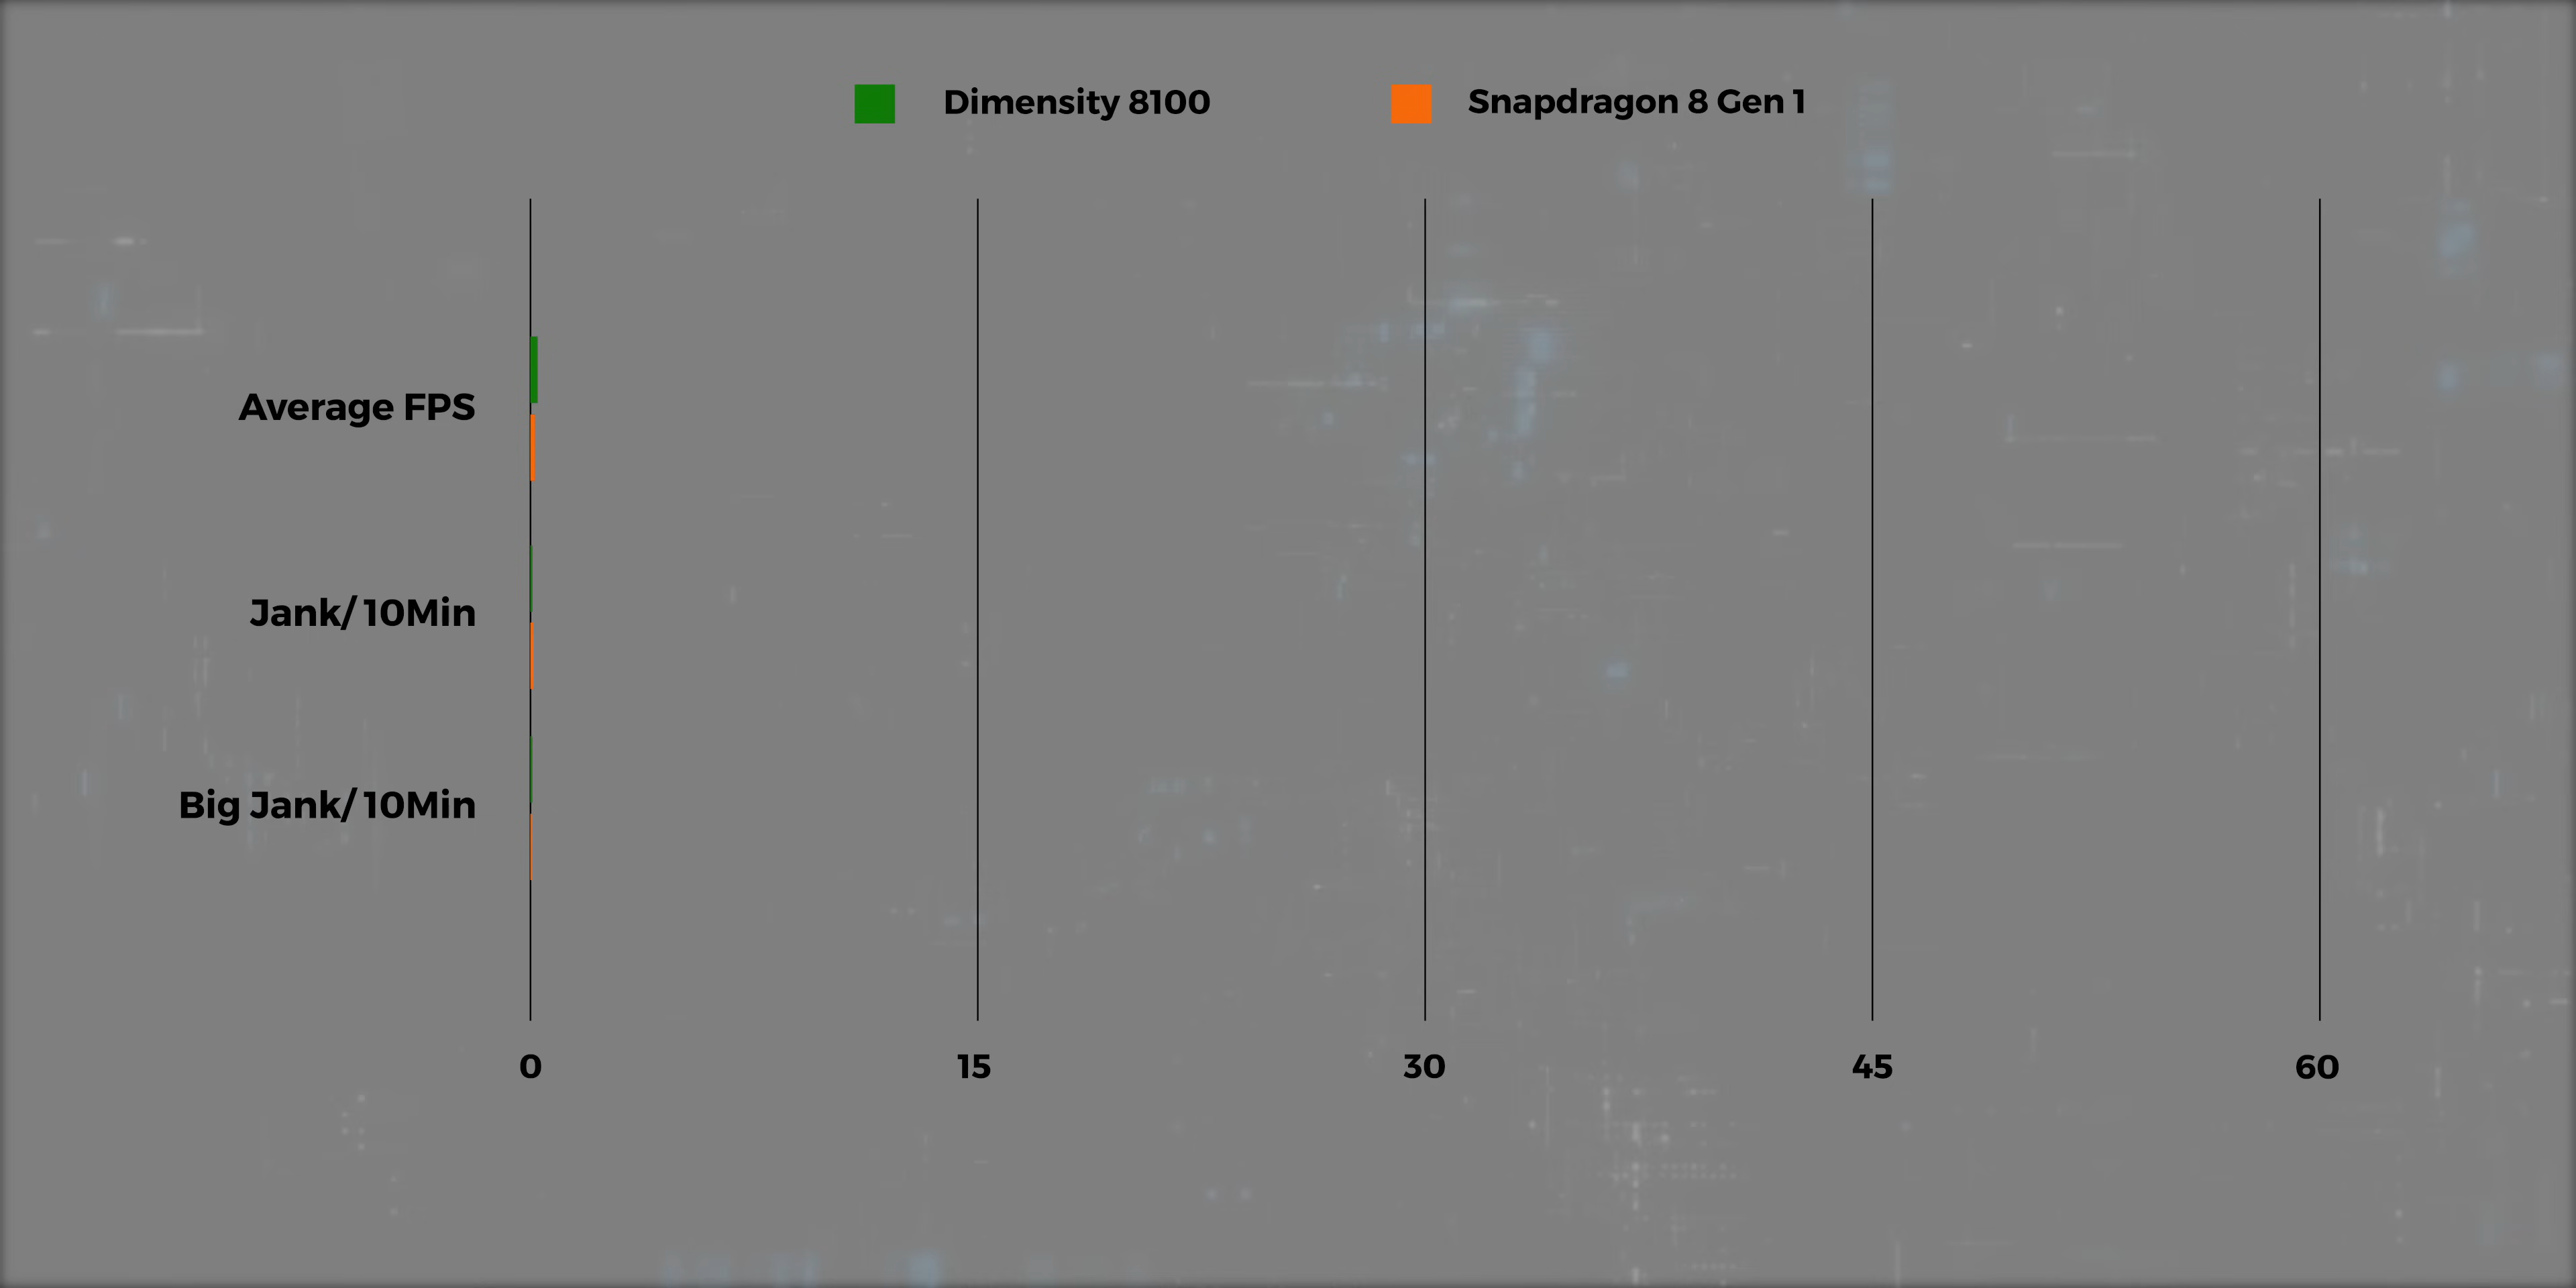 Dimensity 8100
Snapdragon 8 Gen 1
Average FPS
Jank/10Min
Big Jank/10Min
0 15 30 45 60